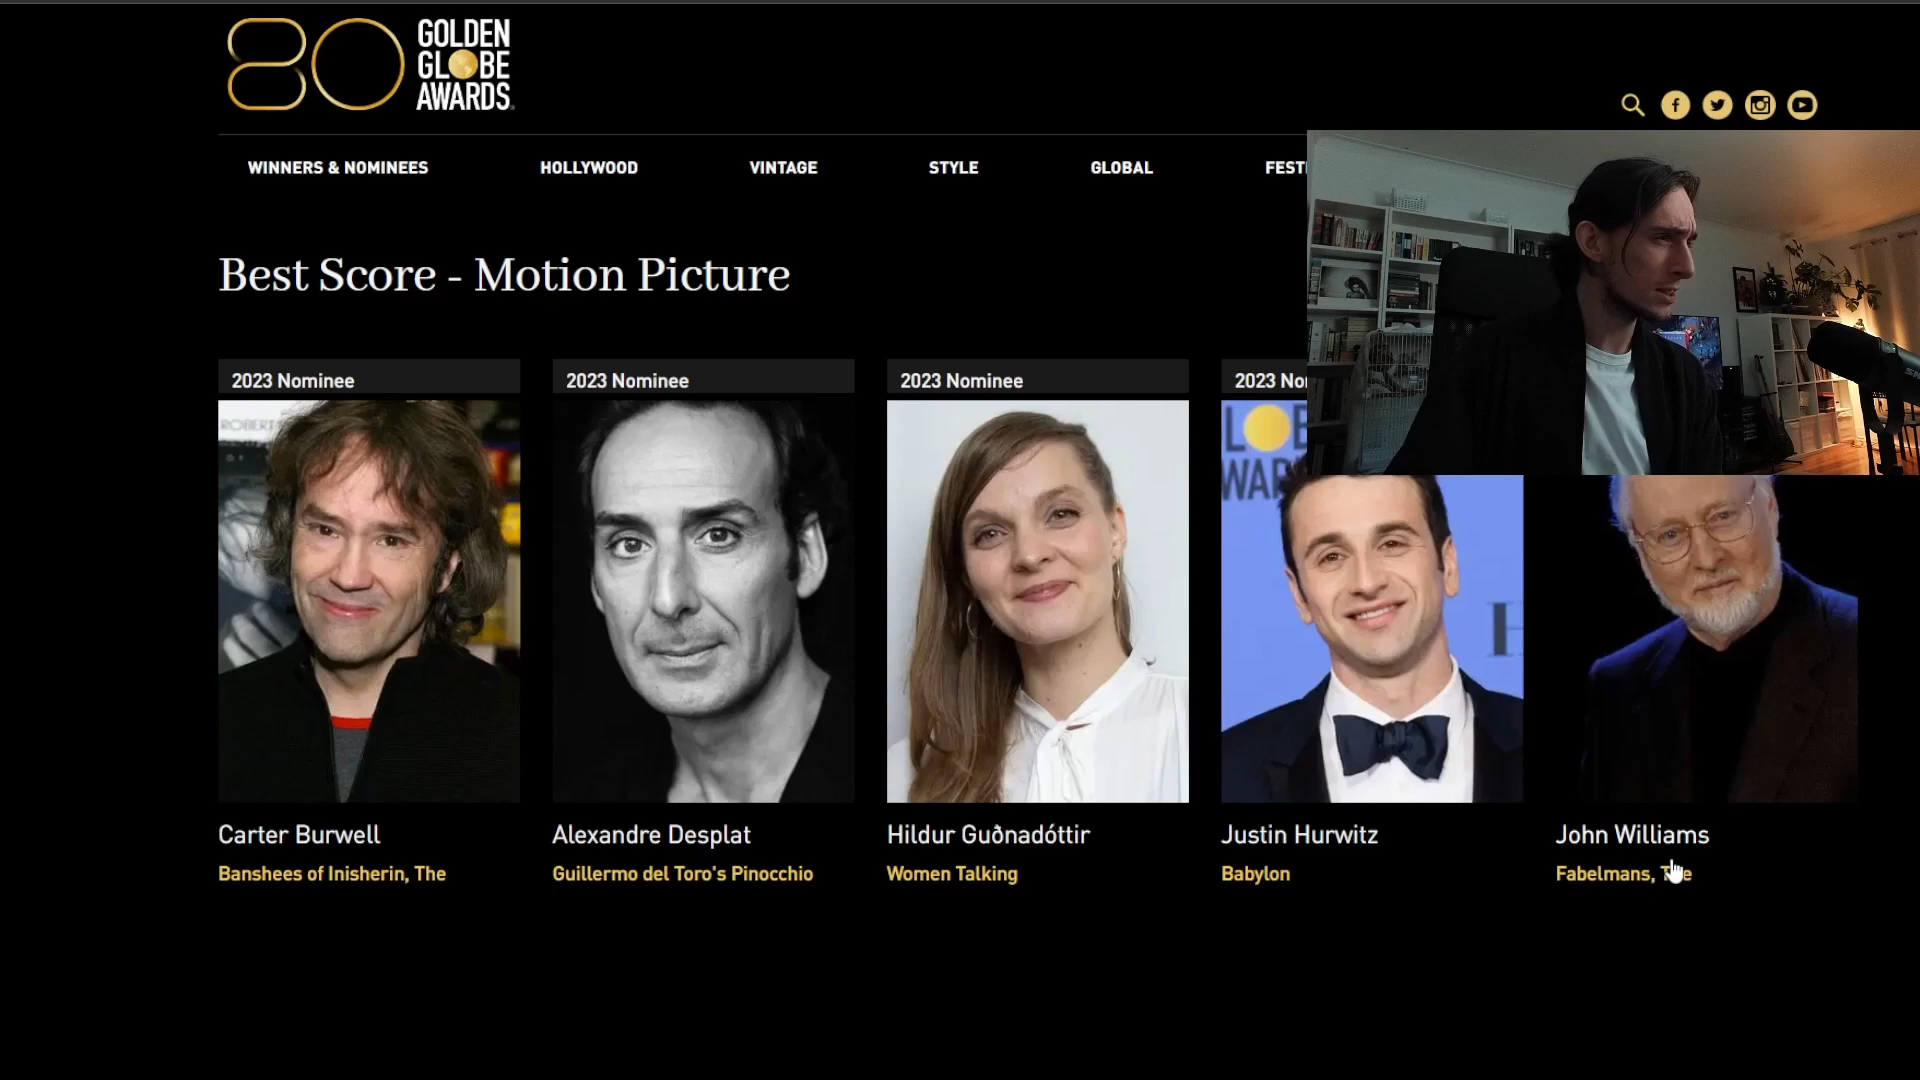 80 GOLDEN
GLOBE
AWARDS
WINNERS & NOMINEES HOLLYWOOD VINTAGE STYLE GLOBAL
Best Score - Motion Picture
2023 Nominee 2023 Nominee 2023 Nominee 2023
Carter Burwell Alexandre Desplat Hildur Guðnadóttir Justin Hurwitz John Williams
Banshees of Inisherin, The Guillermo del Toro's Pinocchio Women Talking Babylon Fabelmans,